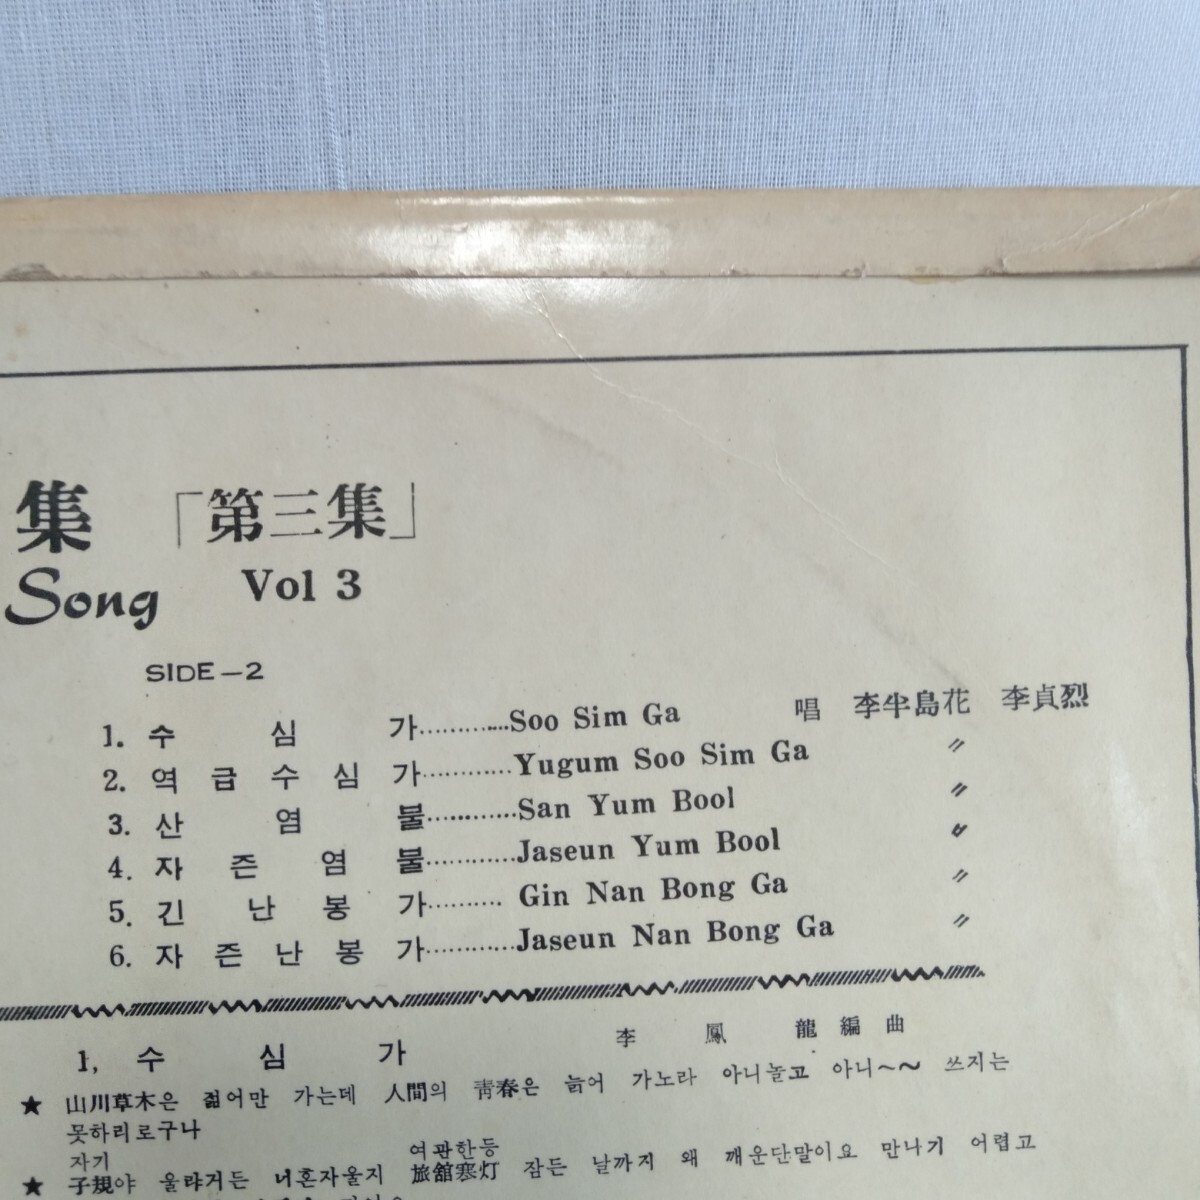 集 「第三集」
Song Vol 3
SIDE-2
1. 수심가............Soo Sim Ga 唱 李半島花 李貞烈
2. 역급수심가............Yugum Soo Sim Ga 〃
3. 산염불............San Yum Bool 〃
4. 자즌염불............Jaseun Yum Bool 〃
5. 긴난봉가.......... Gin Nan Bong Ga 〃
6. 자즌난봉가............Jaseun Nan Bong Ga 〃
1, 수심가 李鳳龍編曲
★ 山川草木은 젊어만 가는데 人間의 靑春은 늙어 가노라 아니놀고 아니~~ 쓰지는
못하리로구나
자기 여관한등
★ 子規야 울랴거든 너혼자울지 旅舘寒灯 잠든 날까지 왜 깨운단말이요 만나기 어렵고